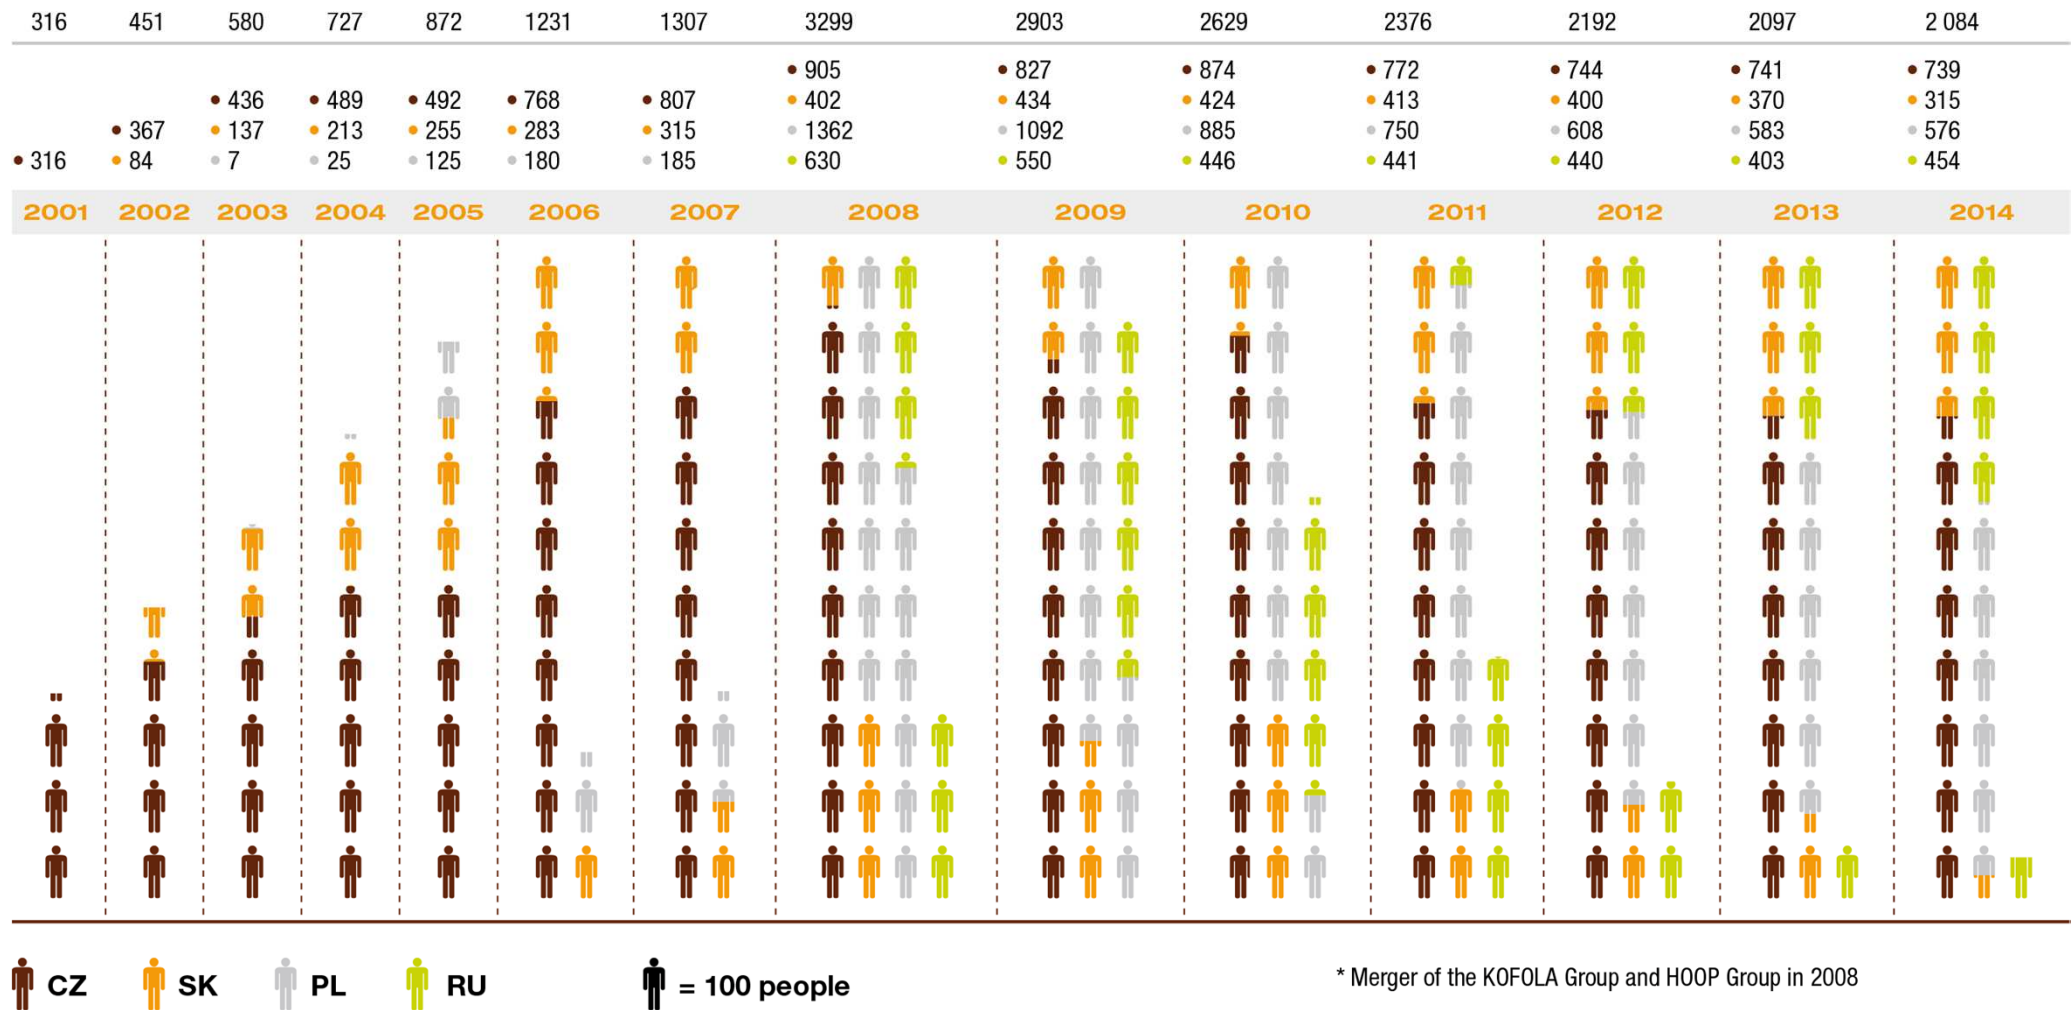 316 451 580 727 872 1231 1307 3299 2903 2629 2376 2192 2097 2 084
905 827 874 772 744 741 739
436 489 492 768 807 402 434 424 413 400 370 315
367 137 213 255 283 315 1362 1092 885 750 608 583 576
316 84 7 25 125 180 185 630 550 446 441 440 403 454
2001 2002 2003 2004 2005 2006 2007 2008 2009 2010 2011 2012 2013 2014
CZ SK PL RU = 100 people
* Merger of the KOFOLA Group and HOOP Group in 2008